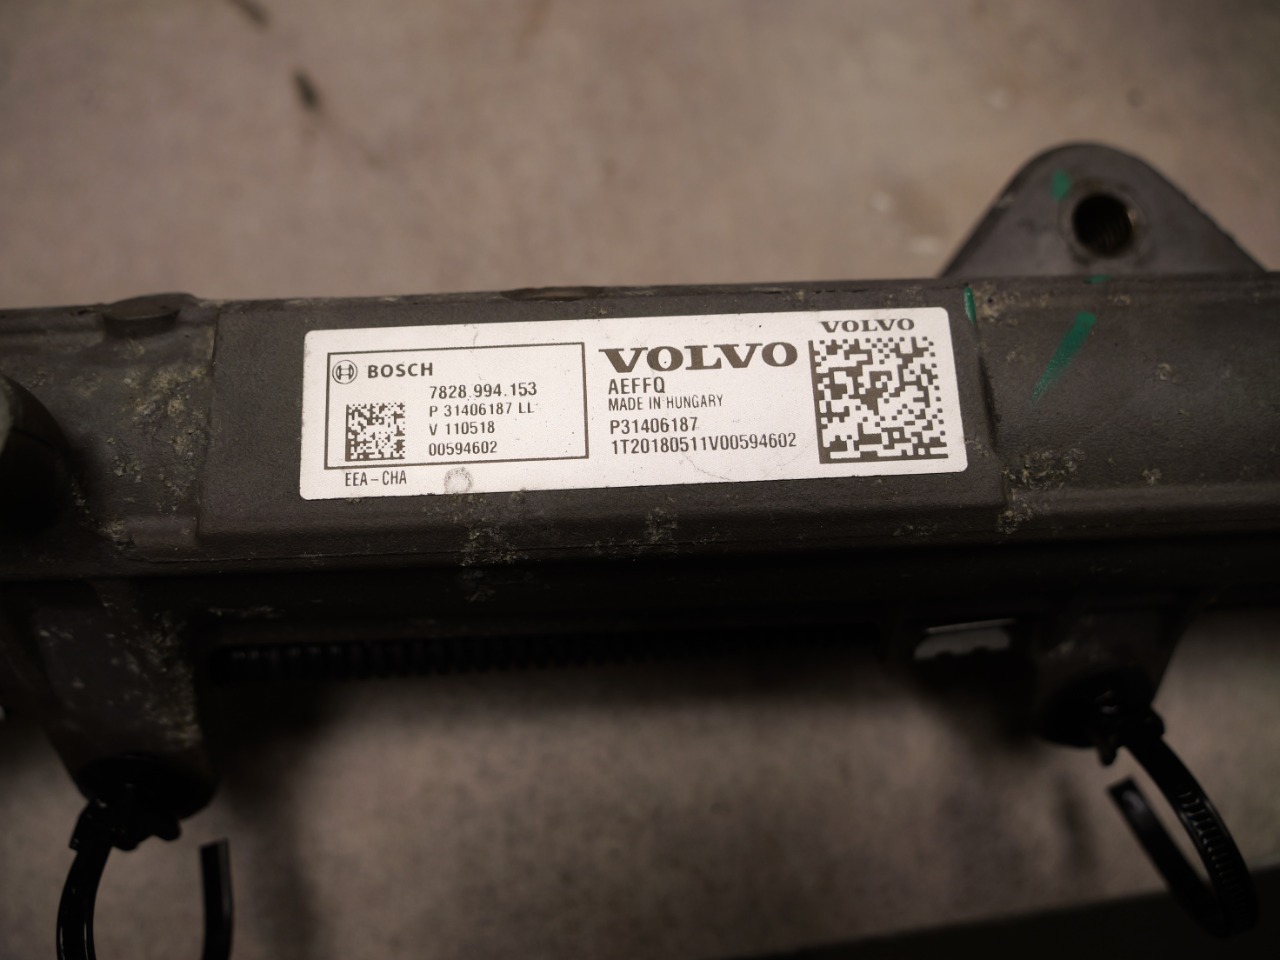 BOSCH
7828.994.153
P 31406187 LL
V 110518
00594602
EEA-CHA
VOLVO
AEFFQ
MADE IN HUNGARY
P31406187
1T20180511V00594602
VOLVO